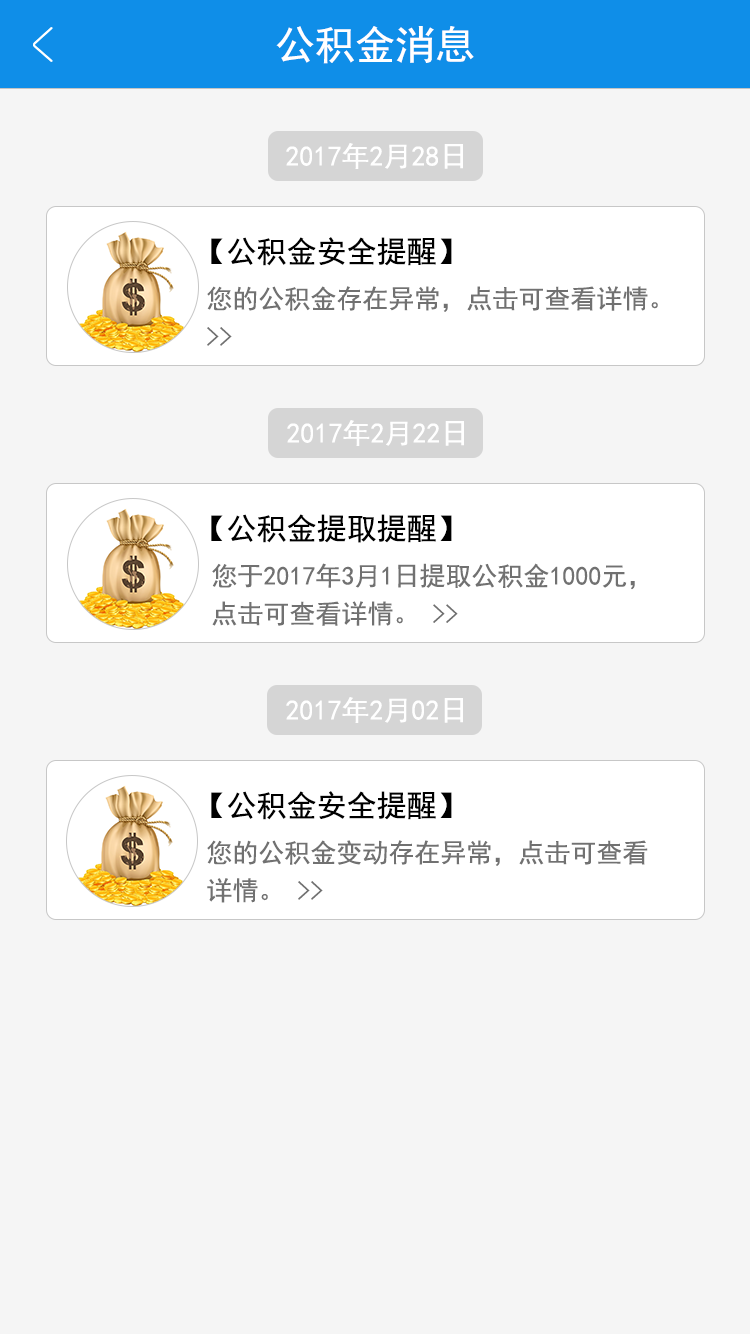 公积金消息
2017年2月28日
【公积金安全提醒】
您的公积金存在异常，点击可查看详情。
>>
2017年2月22日
【公积金提取提醒】
您于2017年3月1日提取公积金1000元，
点击可查看详情。 >>
2017年2月02日
【公积金安全提醒】
您的公积金变动存在异常，点击可查看
详情。 >>